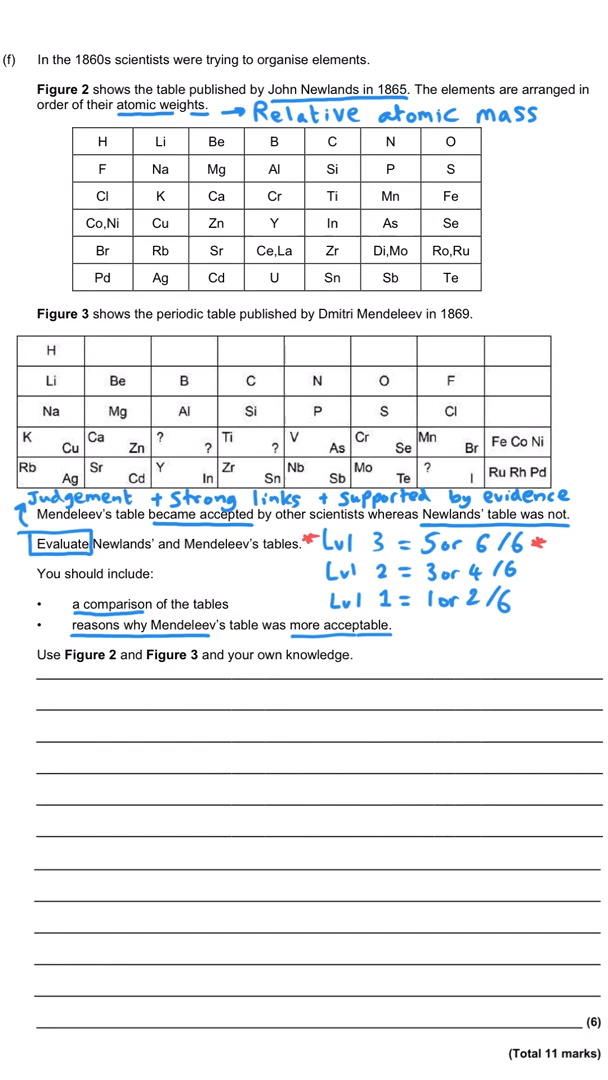 (f) In the 1860s scientists were trying to organise elements.
Figure 2 shows the table published by John Newlands in 1865. The elements are arranged in
order of their atomic weights. → Relative atomic mass
H Li Be B C N O
F Na Mg Al Si P S
Cl K Ca Cr Ti Mn Fe
Co,Ni Cu Zn Y In As Se
Br Rb Sr Ce,La Zr Di,Mo Ro,Ru
Pd Ag Cd U Sn Sb Te
Figure 3 shows the periodic table published by Dmitri Mendeleev in 1869.
H
Li Be B C N O F
Na Mg Al Si P S Cl
K Cu Ca Zn ? ? Ti ? V As Cr Se Mn Br Fe Co Ni
Rb Ag Sr Cd Y In Zr Sn Nb Sb Mo Te ? I Ru Rh Pd
Judgement + Strong links + supported by evidence
Mendeleev's table became accepted by other scientists whereas Newlands' table was not.
Evaluate Newlands' and Mendeleev's tables. * Lvl 3 = 5 or 6 /6 *
You should include: Lvl 2 = 3 or 4 /6
• a comparison of the tables Lvl 1 = 1 or 2 /6
• reasons why Mendeleev's table was more acceptable.
Use Figure 2 and Figure 3 and your own knowledge.
(6)
(Total 11 marks)